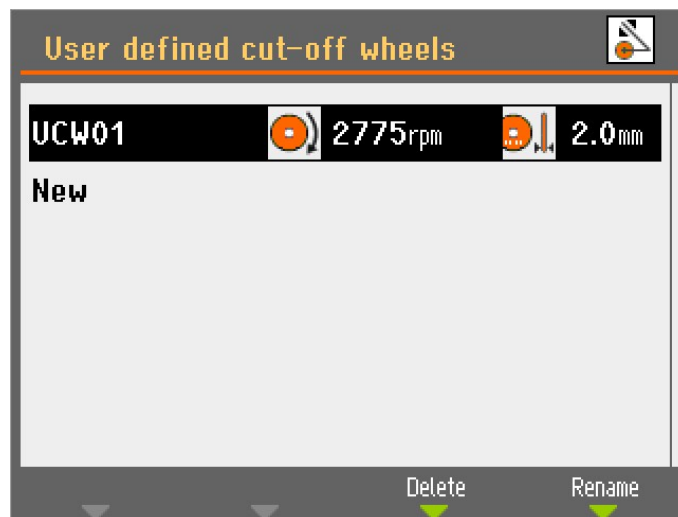 User defined cut-off wheels
UCW01 2775rpm 2.0mm
New
Delete Rename